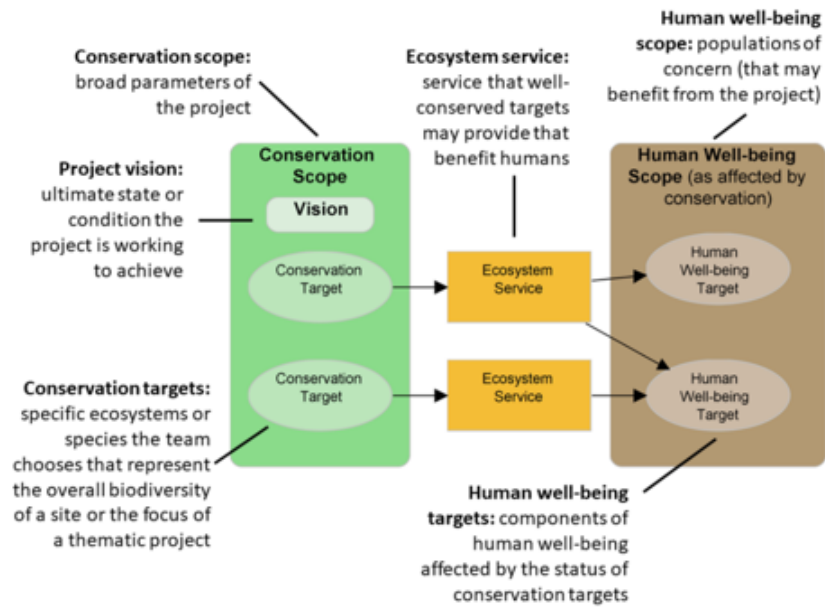 Conservation scope:
broad parameters of
the project
Ecosystem service:
service that well-
conserved targets
may provide that
benefit humans
Human well-being
scope: populations of
concern (that may
benefit from the project)
Project vision:
ultimate state or
condition the
project is working
to achieve
Conservation
Scope
Vision
Conservation
Target
Conservation
Target
Ecosystem
Service
Ecosystem
Service
Human Well-being
Scope (as affected by
conservation)
Human
Well-being
Target
Human
Well-being
Target
Conservation targets:
specific ecosystems or
species the team
chooses that represent
the overall biodiversity
of a site or the focus of
a thematic project
Human well-being
targets: components of
human well-being
affected by the status of
conservation targets